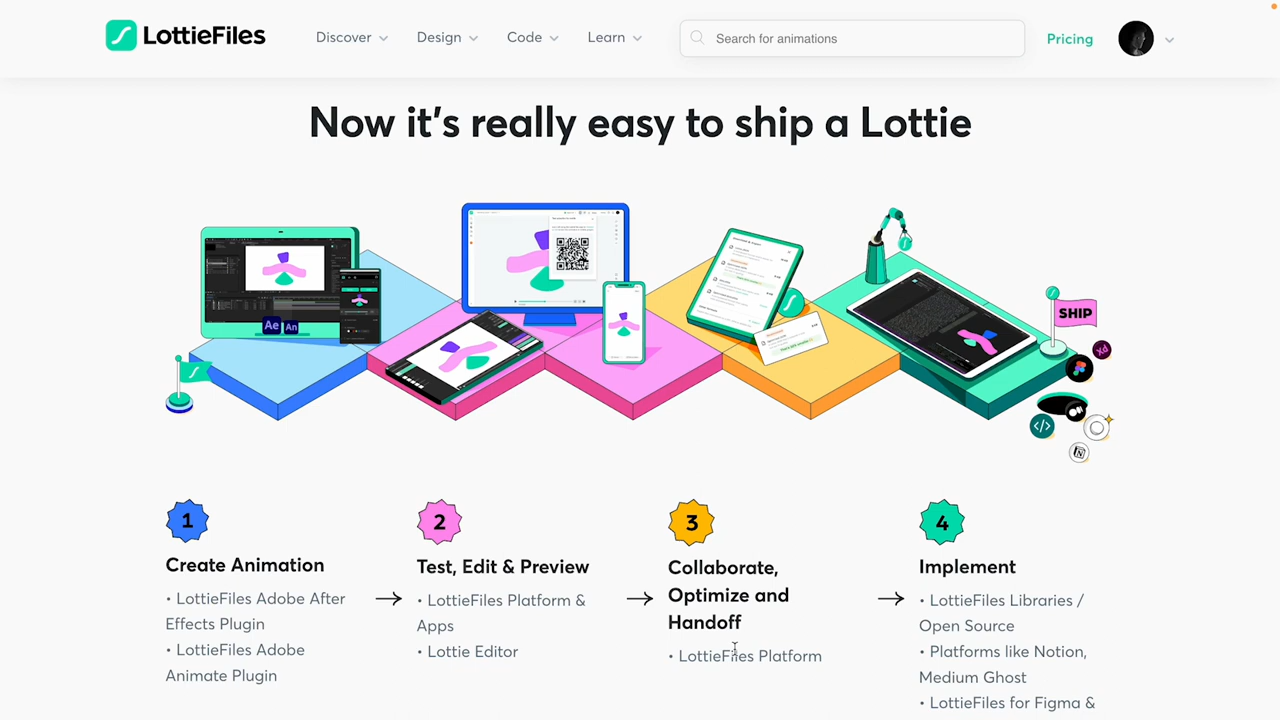 LottieFiles
Discover
Design
Code
Learn
Search for animations
Pricing
Now it's really easy to ship a Lottie
Ae
An
SHIP
Xd
</>
1
Create Animation
• LottieFiles Adobe After
Effects Plugin
• LottieFiles Adobe
Animate Plugin
2
Test, Edit & Preview
• LottieFiles Platform &
Apps
• Lottie Editor
3
Collaborate,
Optimize and
Handoff
• LottieFiles Platform
4
Implement
• LottieFiles Libraries /
Open Source
• Platforms like Notion,
Medium Ghost
• LottieFiles for Figma &